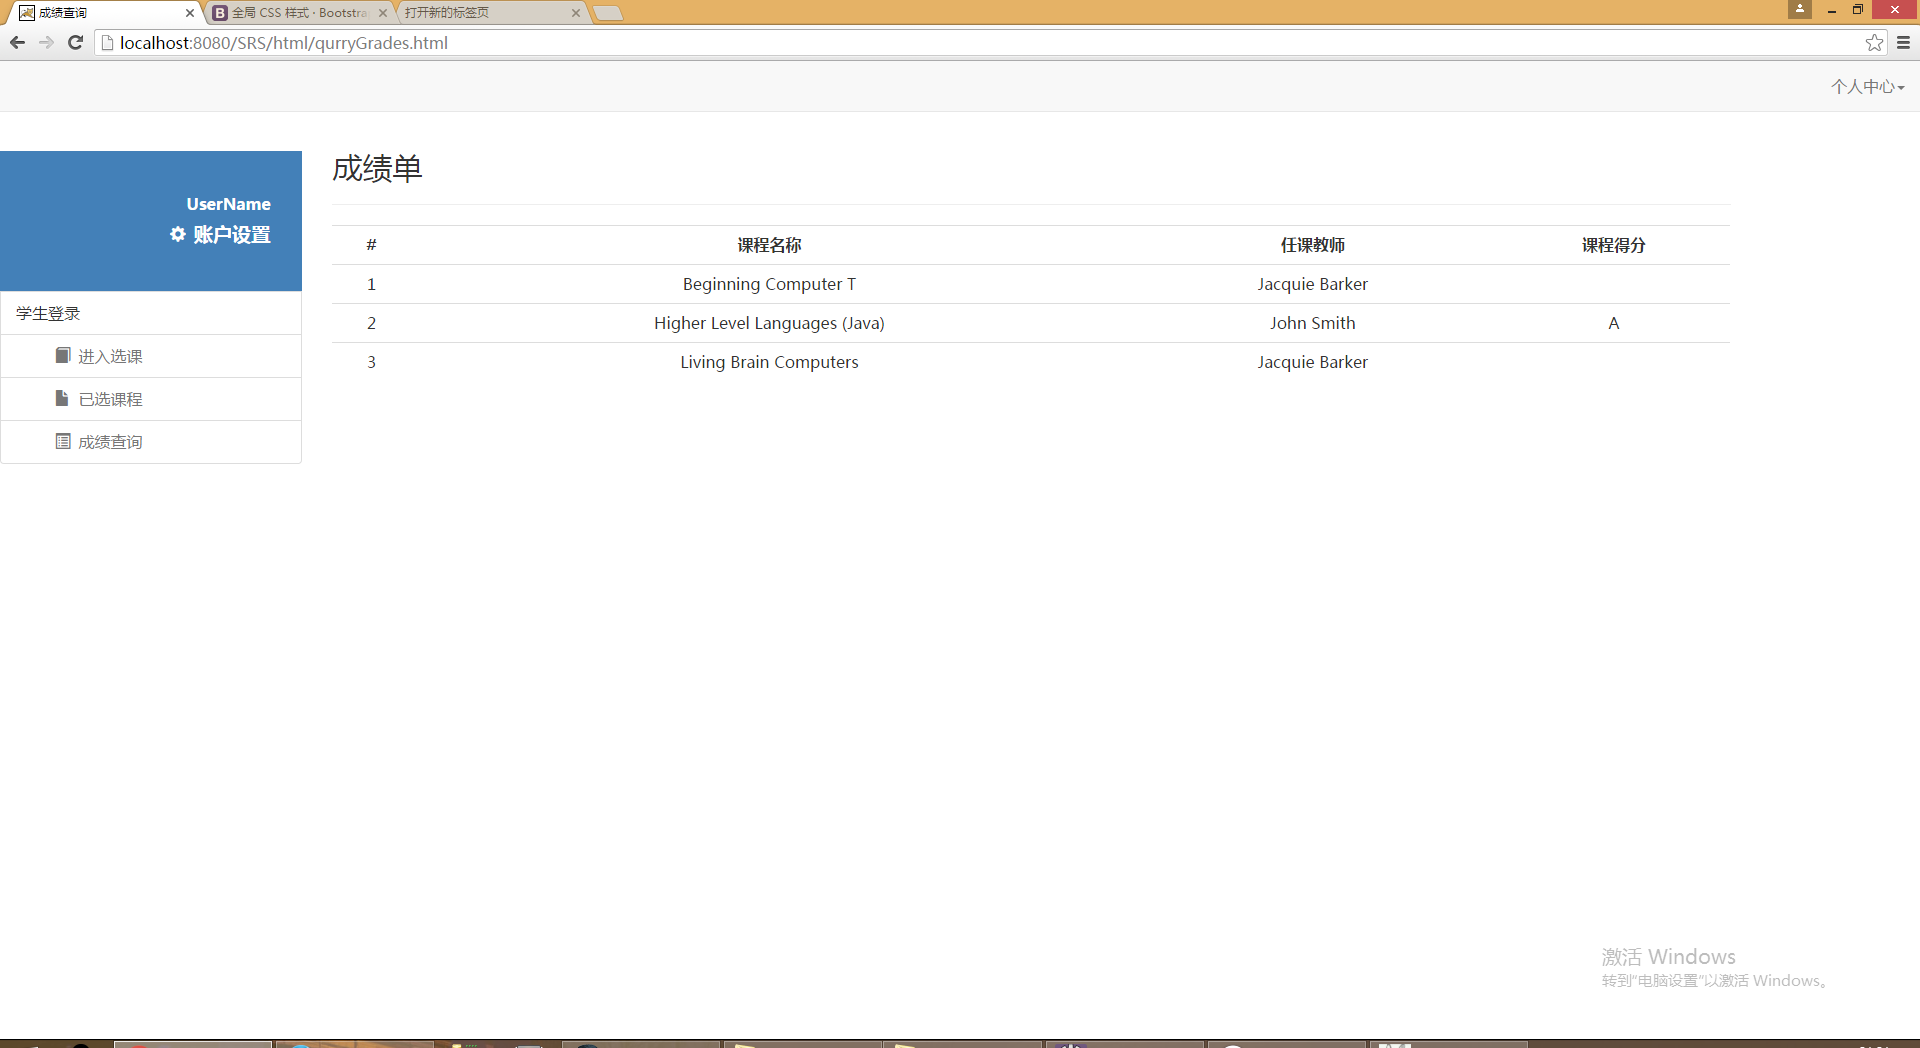 成绩查询
全局 CSS 样式 · Bootstrap
打开新的标签页
localhost:8080/SRS/html/qurryGrades.html
个人中心
UserName
账户设置
学生登录
进入选课
已选课程
成绩查询
成绩单
# 课程名称 任课教师 课程得分
1 Beginning Computer T Jacquie Barker
2 Higher Level Languages (Java) John Smith A
3 Living Brain Computers Jacquie Barker
激活 Windows
转到“电脑设置”以激活 Windows。